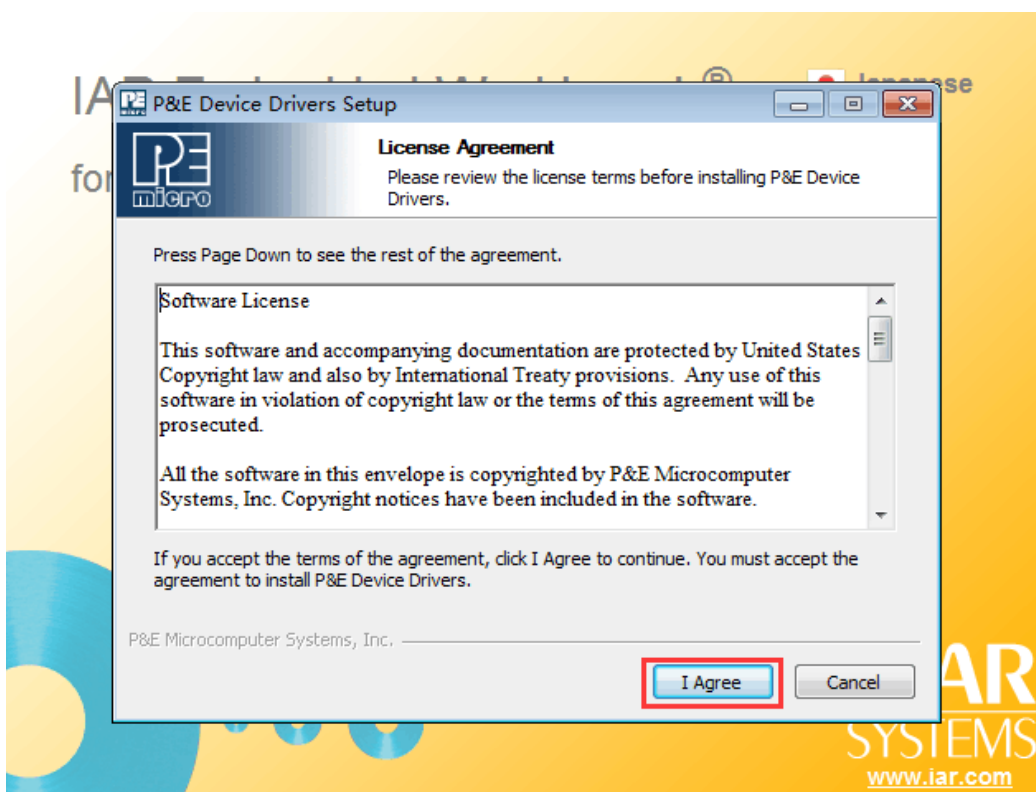 P&E Device Drivers Setup
Japanese
for
PE
micro
License Agreement
Please review the license terms before installing P&E Device
Drivers.
Press Page Down to see the rest of the agreement.
Software License
This software and accompanying documentation are protected by United States
Copyright law and also by International Treaty provisions.  Any use of this
software in violation of copyright law or the terms of this agreement will be
prosecuted.
All the software in this envelope is copyrighted by P&E Microcomputer
Systems, Inc. Copyright notices have been included in the software.
If you accept the terms of the agreement, click I Agree to continue. You must accept the
agreement to install P&E Device Drivers.
P&E Microcomputer Systems, Inc.
I Agree
Cancel
AR
SYSTEMS
www.iar.com